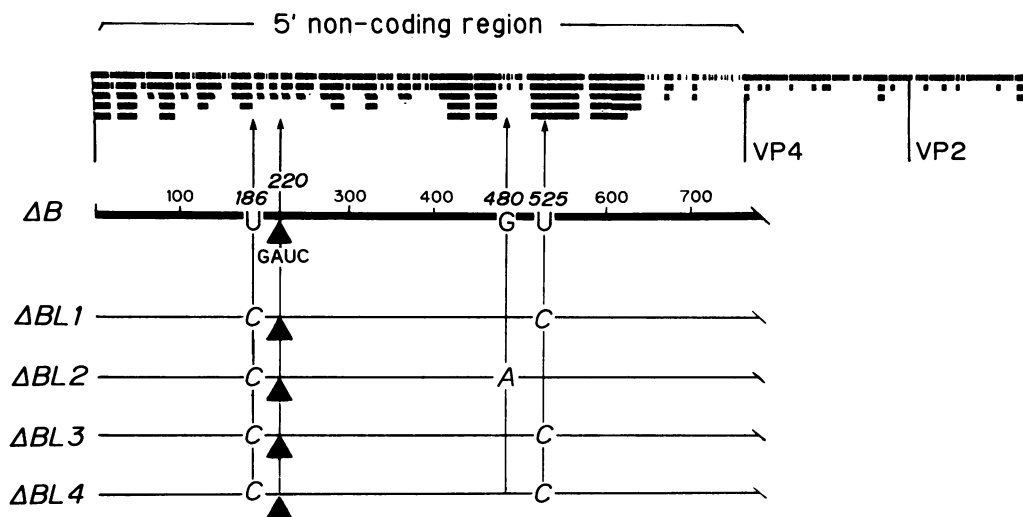 5' non-coding region
VP4 VP2
220
100 186 300 400 480 525 600 700
ΔB U G U
GAUC
ΔBL1 C C
ΔBL2 C A
ΔBL3 C C
ΔBL4 C C